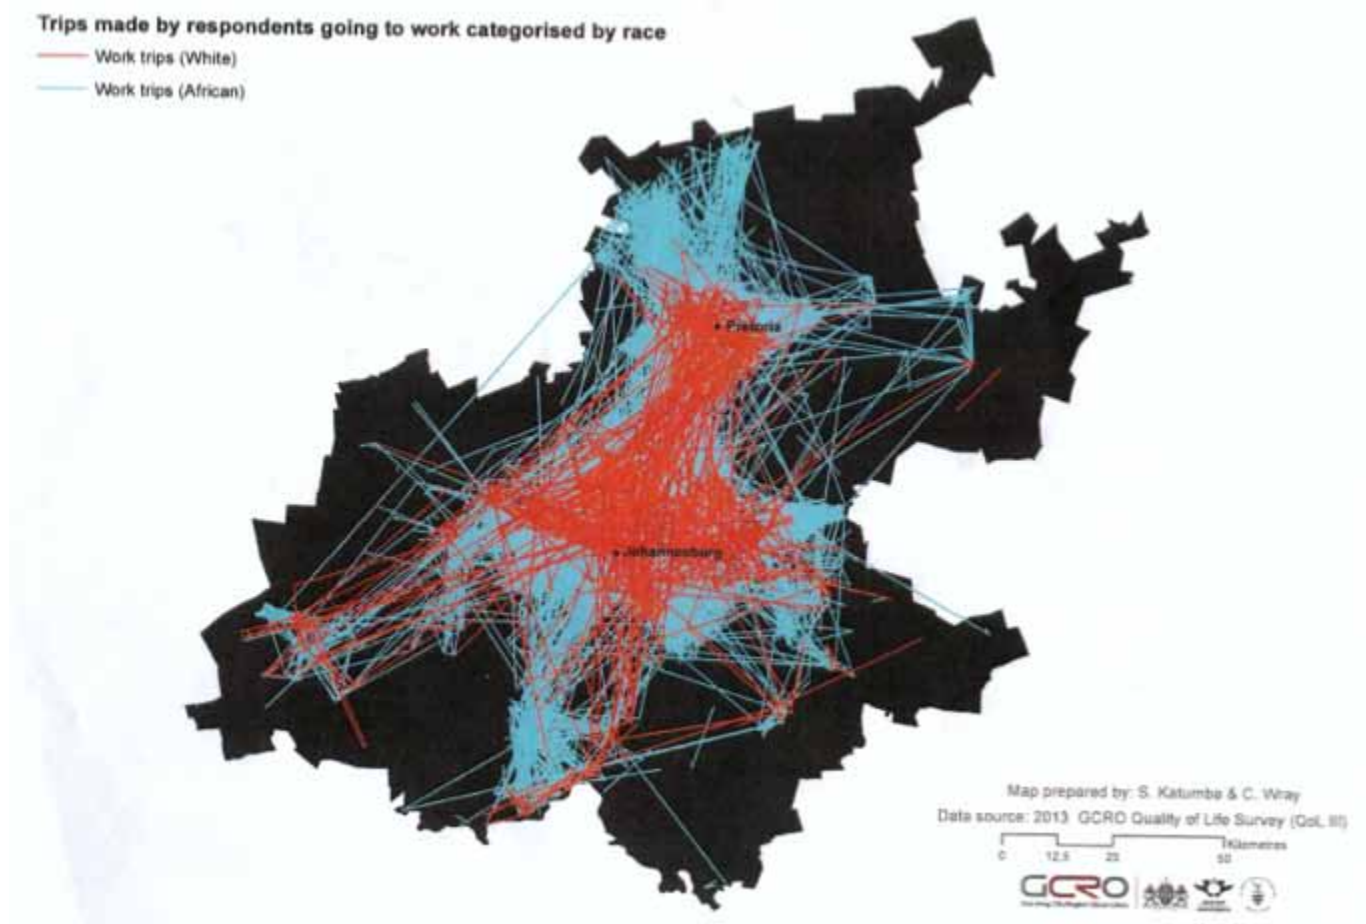 Trips made by respondents going to work categorised by race
Work trips (White)
Work trips (African)
Pretoria
Johannesburg
Map prepared by: S. Katumba & C. Wray
Data source: 2013 GCRO Quality of Life Survey (QoL III)
Kilometres
0 12,5 25 50
GCRO